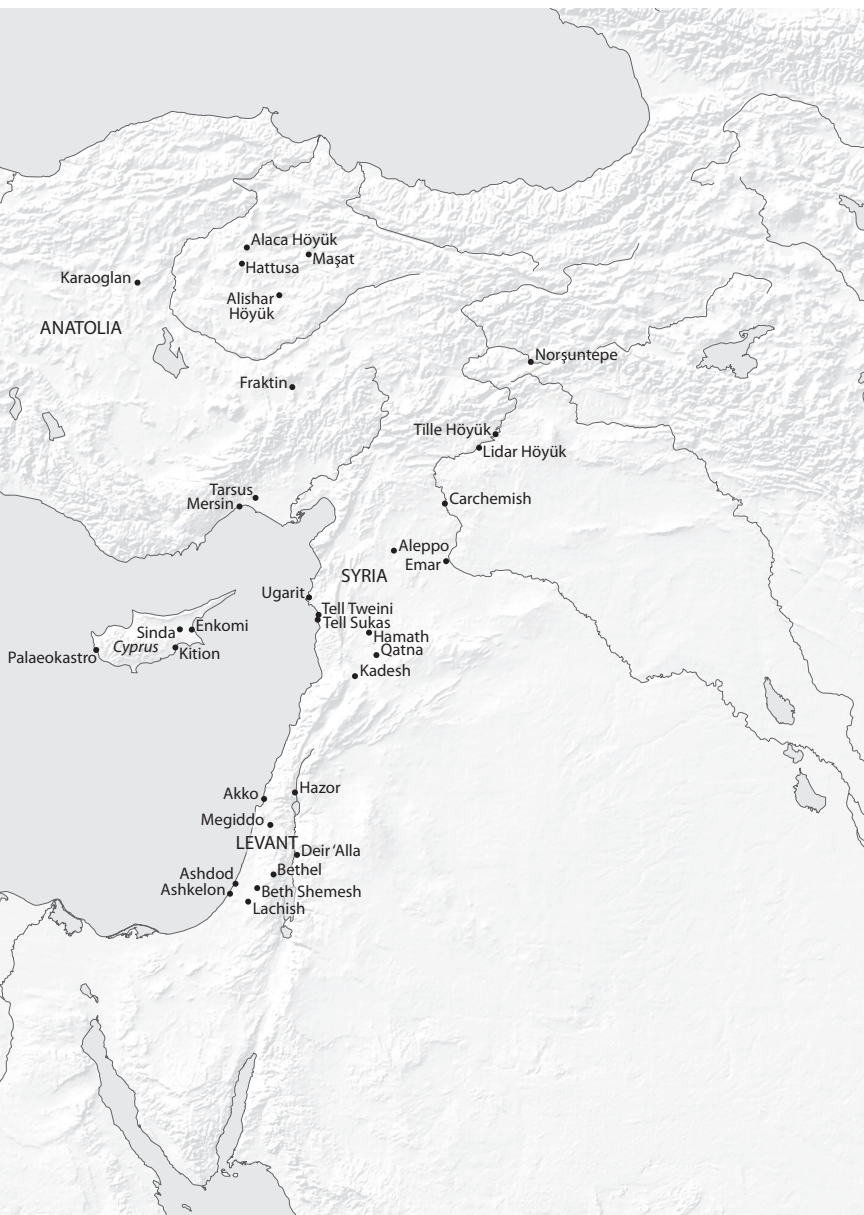 Alaca Höyük
Maşat
Hattusa
Karaoglan
Alishar
Höyük
ANATOLIA
Norşuntepe
Fraktin
Tille Höyük
Lidar Höyük
Tarsus
Mersin
Carchemish
Aleppo
Emar
SYRIA
Ugarit
Tell Tweini
Tell Sukas
Enkomi
Sinda
Hamath
Cyprus
Qatna
Kition
Palaeokastro
Kadesh
Hazor
Akko
Megiddo
LEVANT
Deir ‘Alla
Bethel
Ashdod
Ashkelon
Beth Shemesh
Lachish